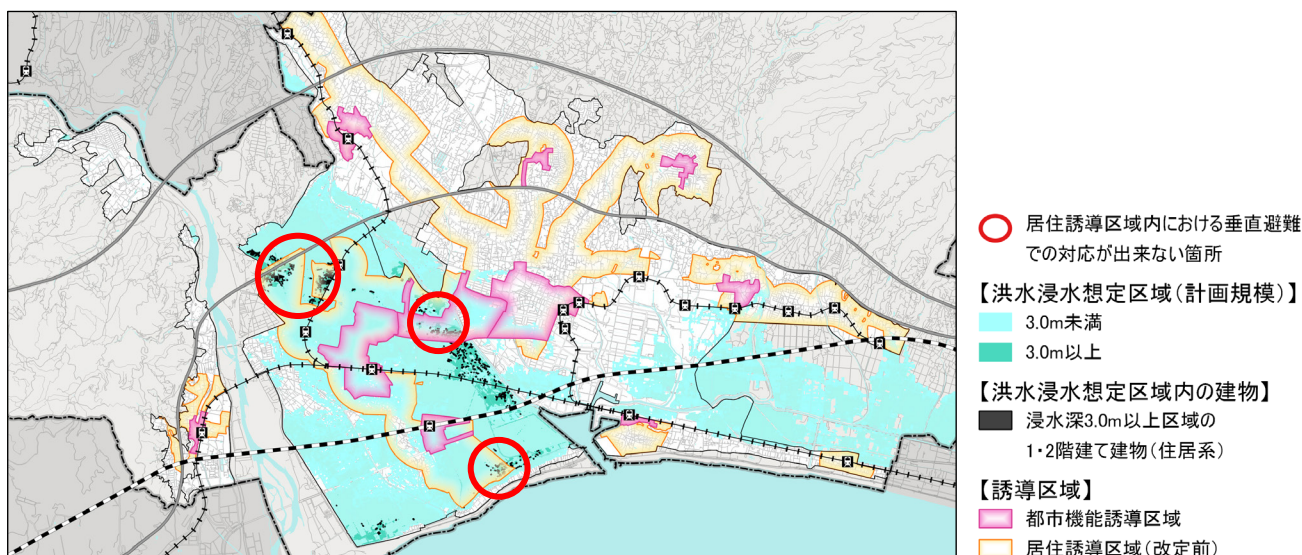 居住誘導区域内における垂直避難
での対応が出来ない箇所
【洪水浸水想定区域(計画規模)】
3.0m未満
3.0m以上
【洪水浸水想定区域内の建物】
浸水深3.0m以上区域の
1・2階建て建物(住居系)
【誘導区域】
都市機能誘導区域
居住誘導区域(改定前)